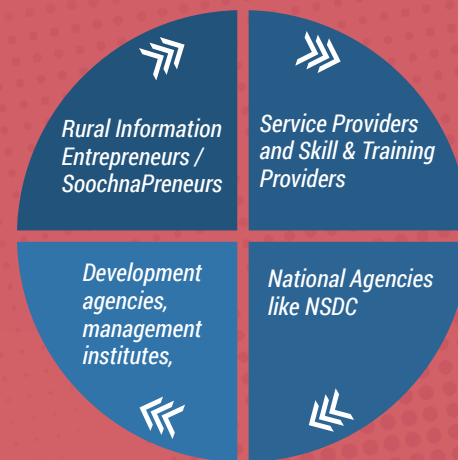 Rural Information
Entrepreneurs /
SoochnaPreneurs
Service Providers
and Skill & Training
Providers
Development
agencies,
management
institutes,
National Agencies
like NSDC